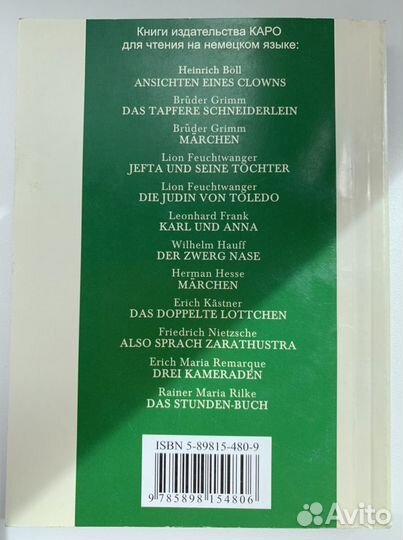 Книги издательства КАРО
для чтения на немецком языке:
Heinrich Böll
ANSICHTEN EINES CLOWNS
Brüder Grimm
DAS TAPFERE SCHNEIDERLEIN
Brüder Grimm
MÄRCHEN
Lion Feuchtwanger
JEFTA UND SEINE TÖCHTER
Lion Feuchtwanger
DIE JUDIN VON TOLEDO
Leonhard Frank
KARL UND ANNA
Wilhelm Hauff
DER ZWERG NASE
Herman Hesse
MÄRCHEN
Erich Kästner
DAS DOPPELTE LOTTCHEN
Friedrich Nietzsche
ALSO SPRACH ZARATHUSTRA
Erich Maria Remarque
DREI KAMERADEN
Rainer Maria Rilke
DAS STUNDEN-BUCH
ISBN 5-89815-480-9
9 785898 154806
Avito